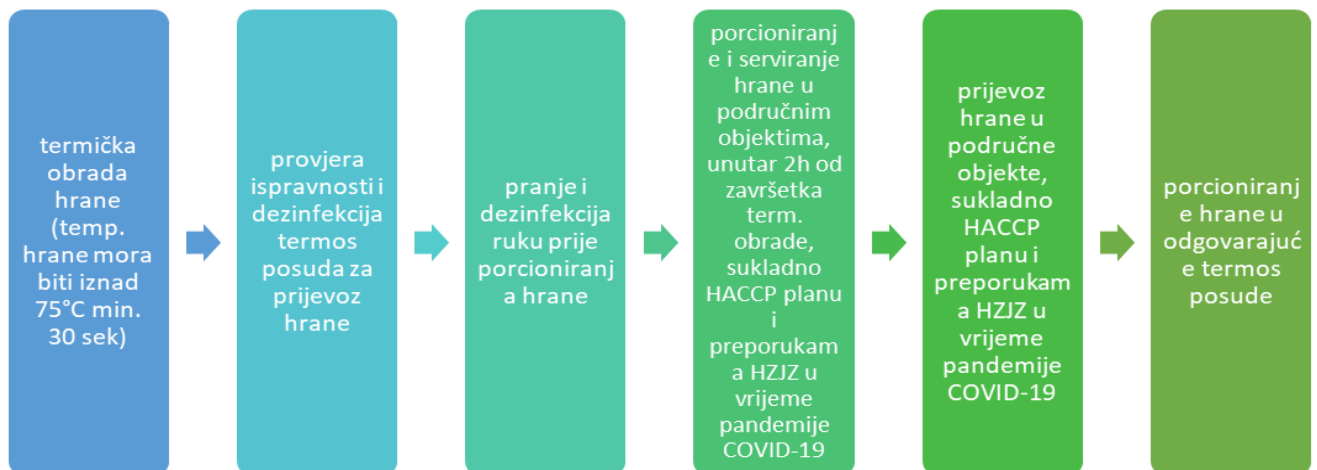 termička
obrada
hrane
(temp.
hrane mora
biti iznad
75°C min.
30 sek)
provjera
ispravnosti i
dezinfekcija
termos
posuda za
prijevoz
hrane
pranje i
dezinfekcija
ruku prije
porcioniranj
a hrane
porcioniranj
e i serviranje
hrane u
područnim
objektima,
unutar 2h od
završetka
term.
obrade,
sukladno
HACCP planu
i
preporukam
a HZJZ u
vrijeme
pandemije
COVID-19
prijevoz
hrane u
područne
objekte,
sukladno
HACCP
planu i
preporukam
a HZJZ u
vrijeme
pandemije
COVID-19
porcioniranj
e hrane u
odgovarajuć
e termos
posude